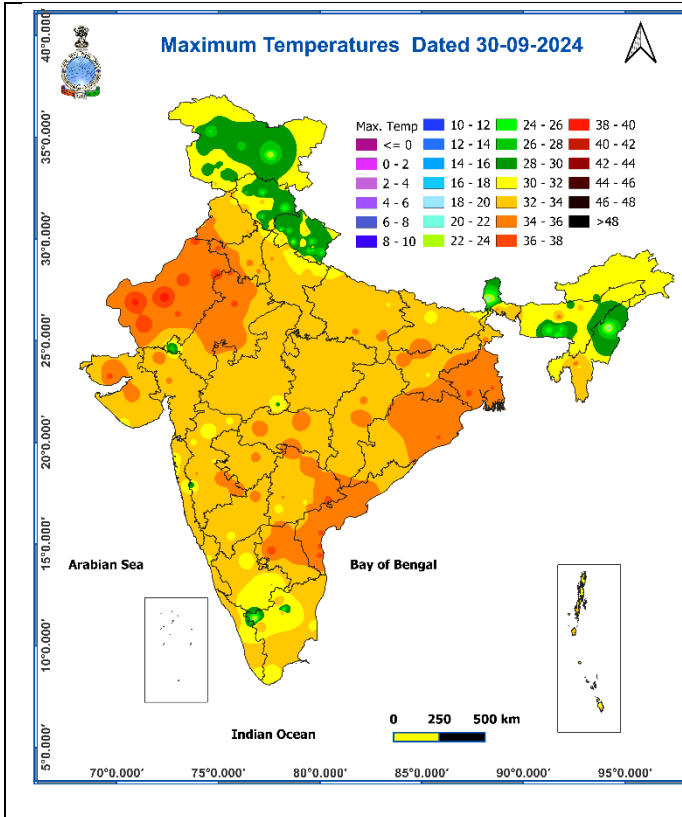 Maximum Temperatures Dated 30-09-2024
Max. Temp
<= 0
0 - 2
2 - 4
4 - 6
6 - 8
8 - 10
10 - 12
12 - 14
14 - 16
16 - 18
18 - 20
20 - 22
22 - 24
24 - 26
26 - 28
28 - 30
30 - 32
32 - 34
34 - 36
36 - 38
38 - 40
40 - 42
42 - 44
44 - 46
46 - 48
>48
40°0.000'
35°0.000'
30°0.000'
25°0.000'
20°0.000'
15°0.000'
10°0.000'
5°0.000'
Arabian Sea
Bay of Bengal
Indian Ocean
0 250 500 km
70°0.000' 75°0.000' 80°0.000' 85°0.000' 90°0.000' 95°0.000'